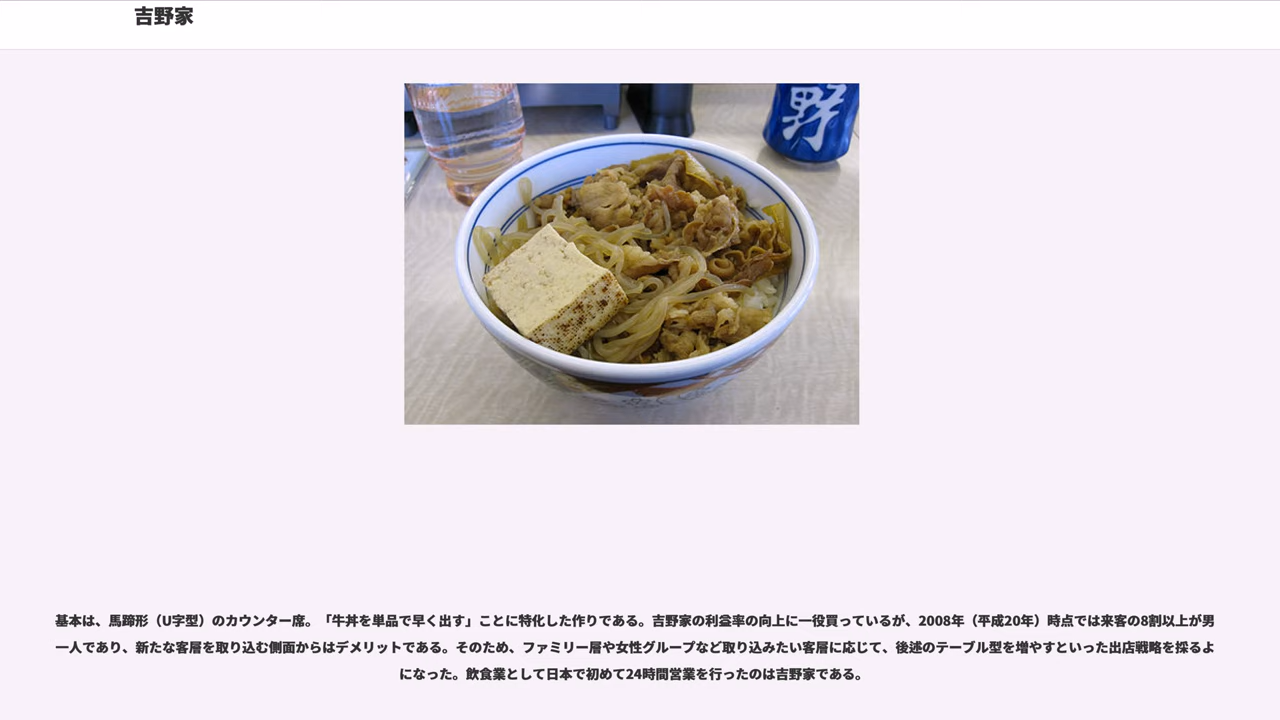 吉野家
野
基本は、馬蹄形（U字型）のカウンター席。「牛丼を単品で早く出す」ことに特化した作りである。吉野家の利益率の向上に一役買っているが、2008年（平成20年）時点では来客の8割以上が男
一人であり、新たな客層を取り込む側面からはデメリットである。そのため、ファミリー層や女性グループなど取り込みたい客層に応じて、後述のテーブル型を増やすといった出店戦略を採るよ
になった。飲食業として日本で初めて24時間営業を行ったのは吉野家である。